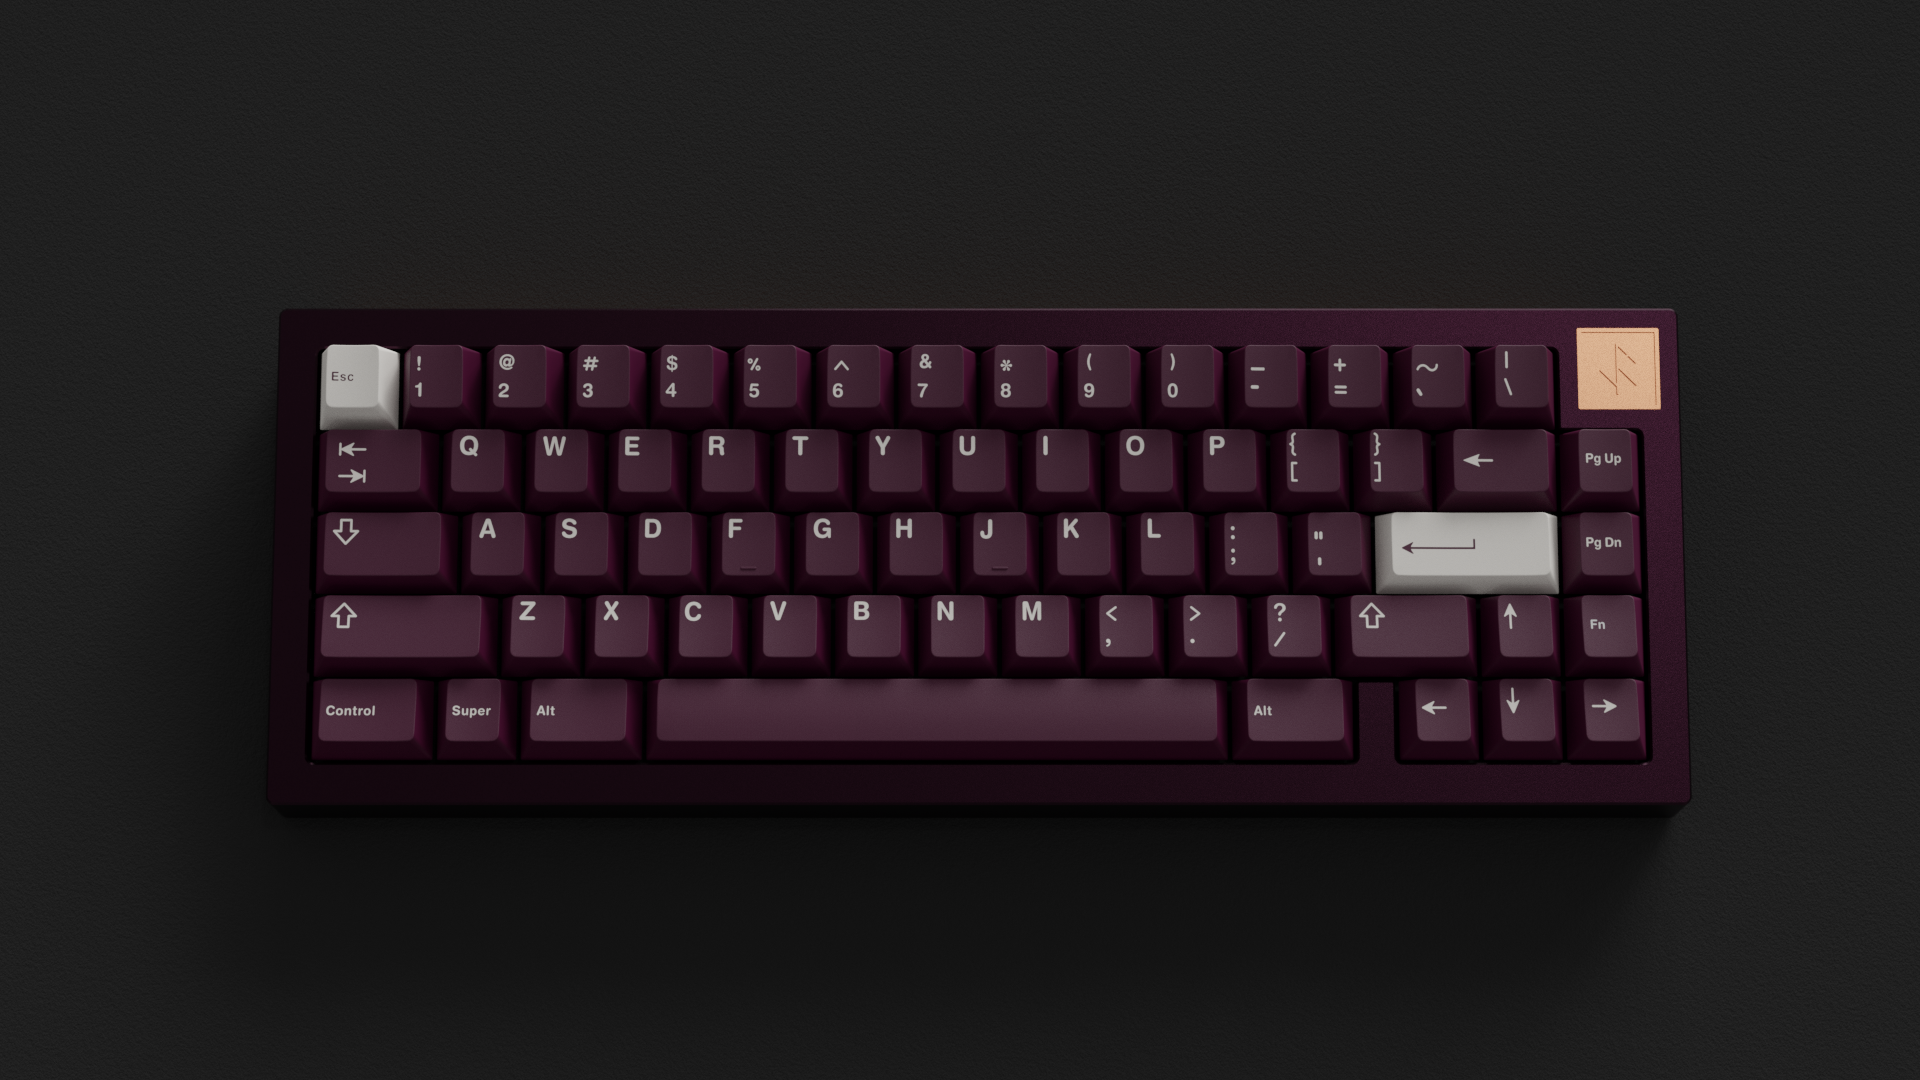 Esc ! @ # $ % ^ & * ( ) _ + ~ |
1 2 3 4 5 6 7 8 9 0 - = ` \
Q W E R T Y U I O P { } ← Pg Up
[ ]
A S D F G H J K L : " Pg Dn
; '
Z X C V B N M < > ? ↑ Fn
, . /
Control Super Alt Alt ← ↓ →